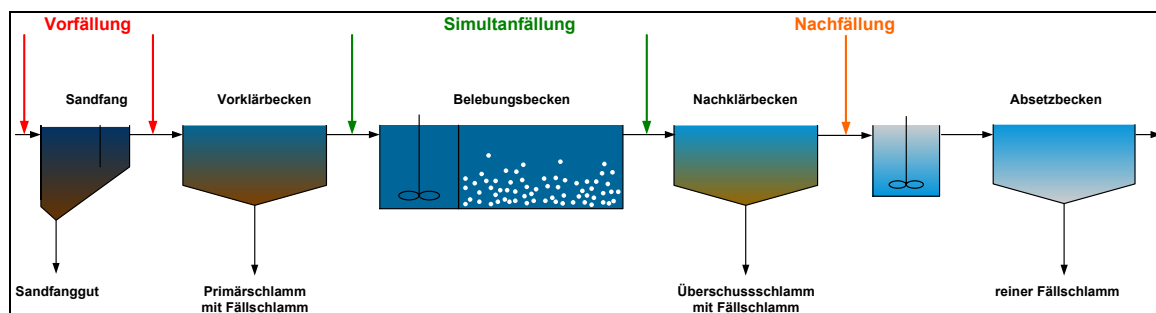 Vorfällung
Simultanfällung
Nachfällung
Sandfang
Vorklärbecken
Belebungsbecken
Nachklärbecken
Absetzbecken
Sandfanggut
Primärschlamm
mit Fällschlamm
Überschussschlamm
mit Fällschlamm
reiner Fällschlamm